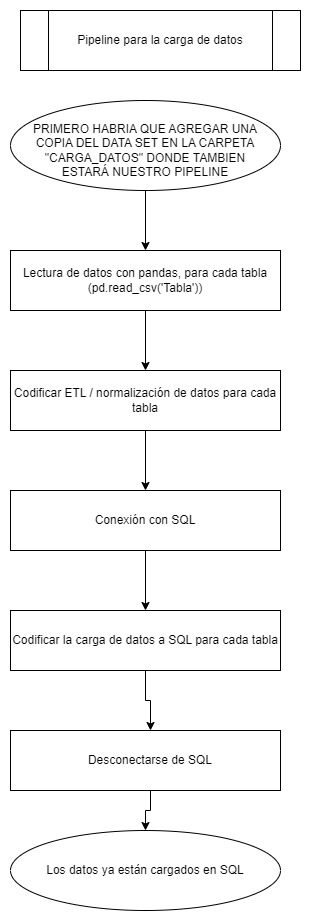 Pipeline para la carga de datos
PRIMERO HABRIA QUE AGREGAR UNA
COPIA DEL DATA SET EN LA CARPETA
"CARGA_DATOS" DONDE TAMBIEN
ESTARÁ NUESTRO PIPELINE
Lectura de datos con pandas, para cada tabla
(pd.read_csv('Tabla'))
Codificar ETL / normalización de datos para cada
tabla
Conexión con SQL
Codificar la carga de datos a SQL para cada tabla
Desconectarse de SQL
Los datos ya están cargados en SQL